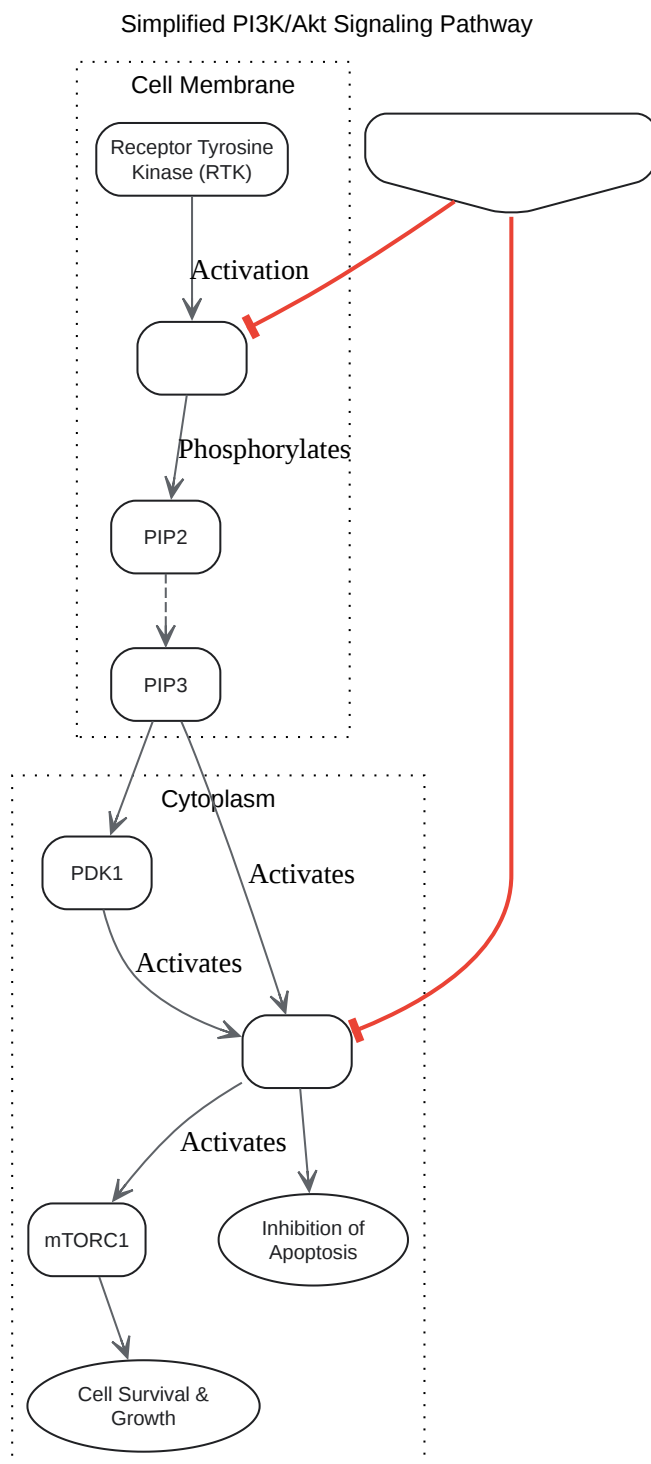 Simplified PI3K/Akt Signaling Pathway
Cell Membrane
Receptor Tyrosine
Kinase (RTK)
Activation
Phosphorylates
PIP2
PIP3
Cytoplasm
PDK1
Activates
Activates
Activates
mTORC1
Inhibition of
Apoptosis
Cell Survival &
Growth